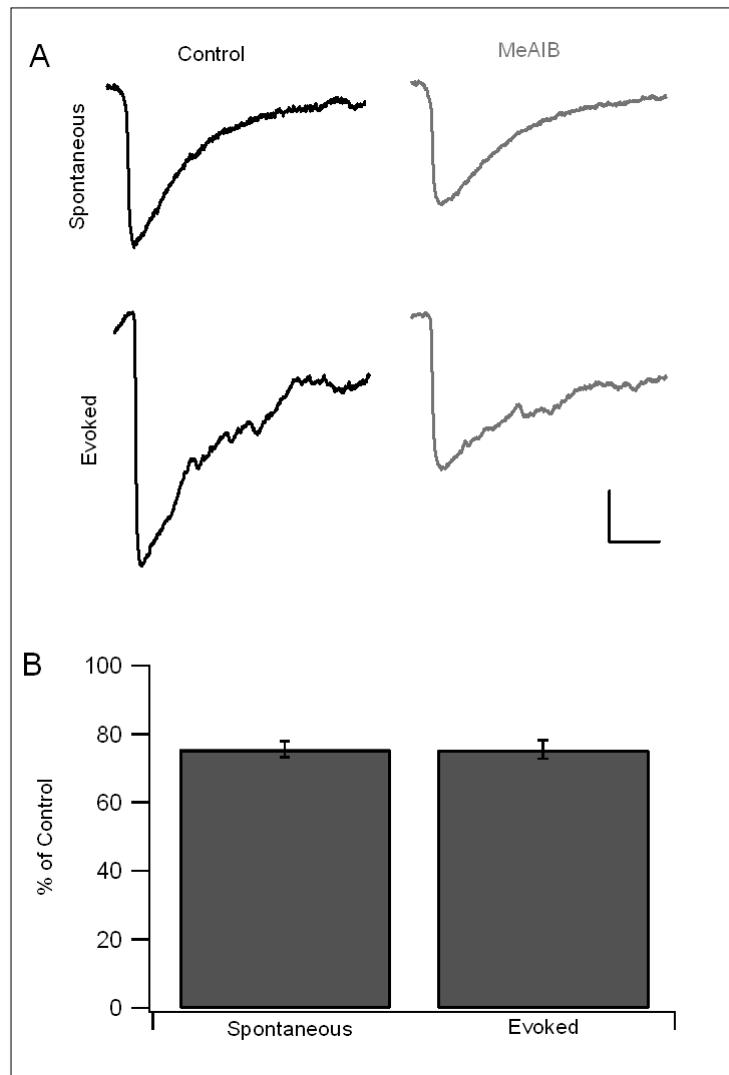 A
Control
MeAIB
Spontaneous
Evoked
B
% of Control
100
80
60
40
20
0
Spontaneous
Evoked